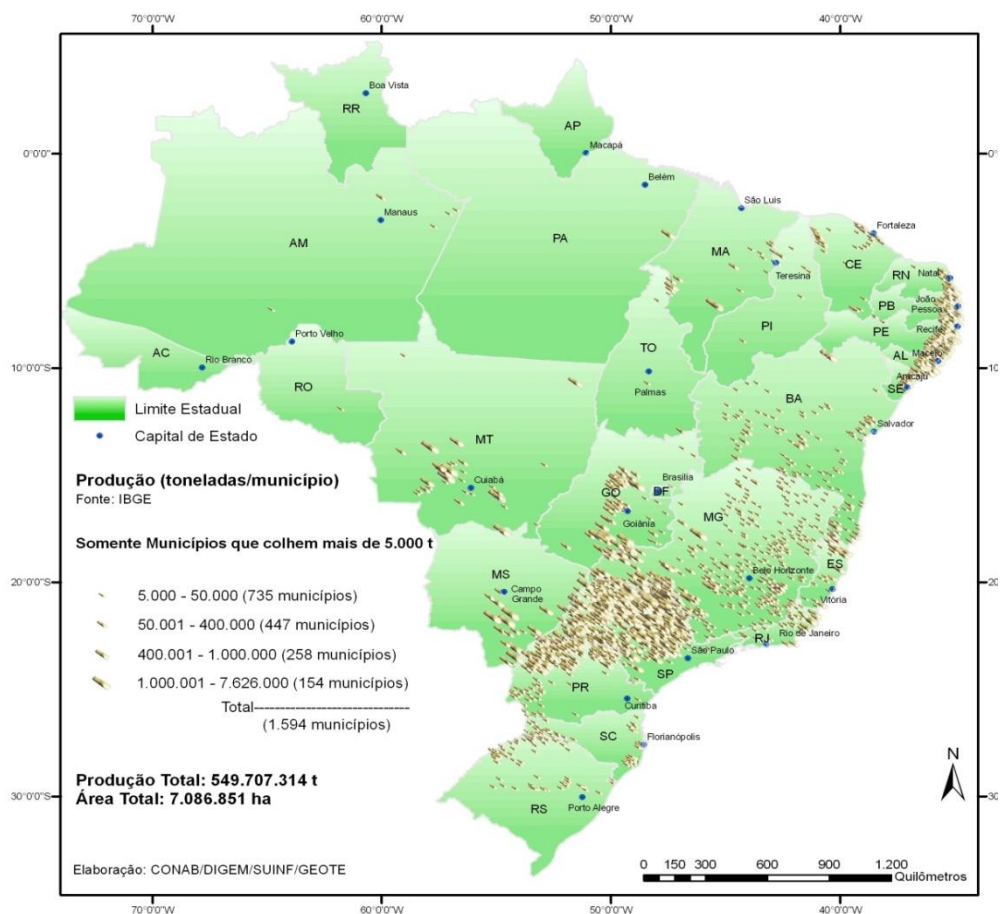 70°0'0"W
60°0'0"W
50°0'0"W
40°0'0"W
Boa Vista
RR
AP
Macapá
0°0'0"
0°0'0"
Belém
São Luis
Manaus
Fortaleza
AM
PA
MA
CE
Teresina
RN
Natal
PB
João
Pessoa
PI
PE
Recife
Porto Velho
TO
AL
Maceió
AC
Rio Branco
Aracaju
10°0'0"S
RO
Palmas
SE
BA
Limite Estadual
Capital de Estado
MT
Salvador
Produção (toneladas/município)
Fonte: IBGE
Cuiabá
Brasília
GO
DF
Goiânia
MG
Somente Municípios que colhem mais de 5.000 t
MS
Campo
Grande
Belo Horizonte
ES
20°0'0"S
Vitória
5.000 - 50.000 (735 municípios)
50.001 - 400.000 (447 municípios)
400.001 - 1.000.000 (258 municípios)
1.000.001 - 7.626.000 (154 municípios)
Total------------------------------
(1.594 municípios)
RJ
Rio de Janeiro
São Paulo
SP
PR
Curitiba
SC
Florianópolis
N
Produção Total: 549.707.314 t
Área Total: 7.086.851 ha
30°0'0"S
RS
Porto Alegre
Elaboração: CONAB/DIGEM/SUINF/GEOTE
0 150 300 600 900 1.200
Quilômetros
70°0'0"W
60°0'0"W
50°0'0"W
40°0'0"W